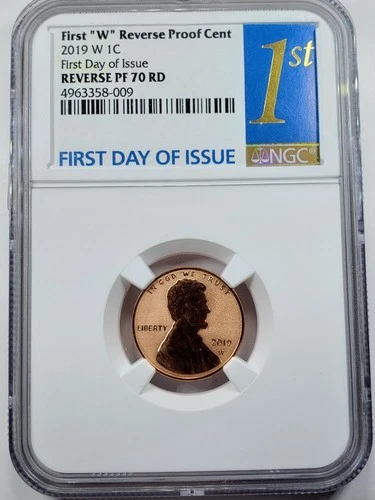 First "W" Reverse Proof Cent
2019 W 1C
First Day of Issue
REVERSE PF 70 RD
4963358-009
1st
FIRST DAY OF ISSUE
NGC®
IN GOD WE TRUST
LIBERTY
2019
W